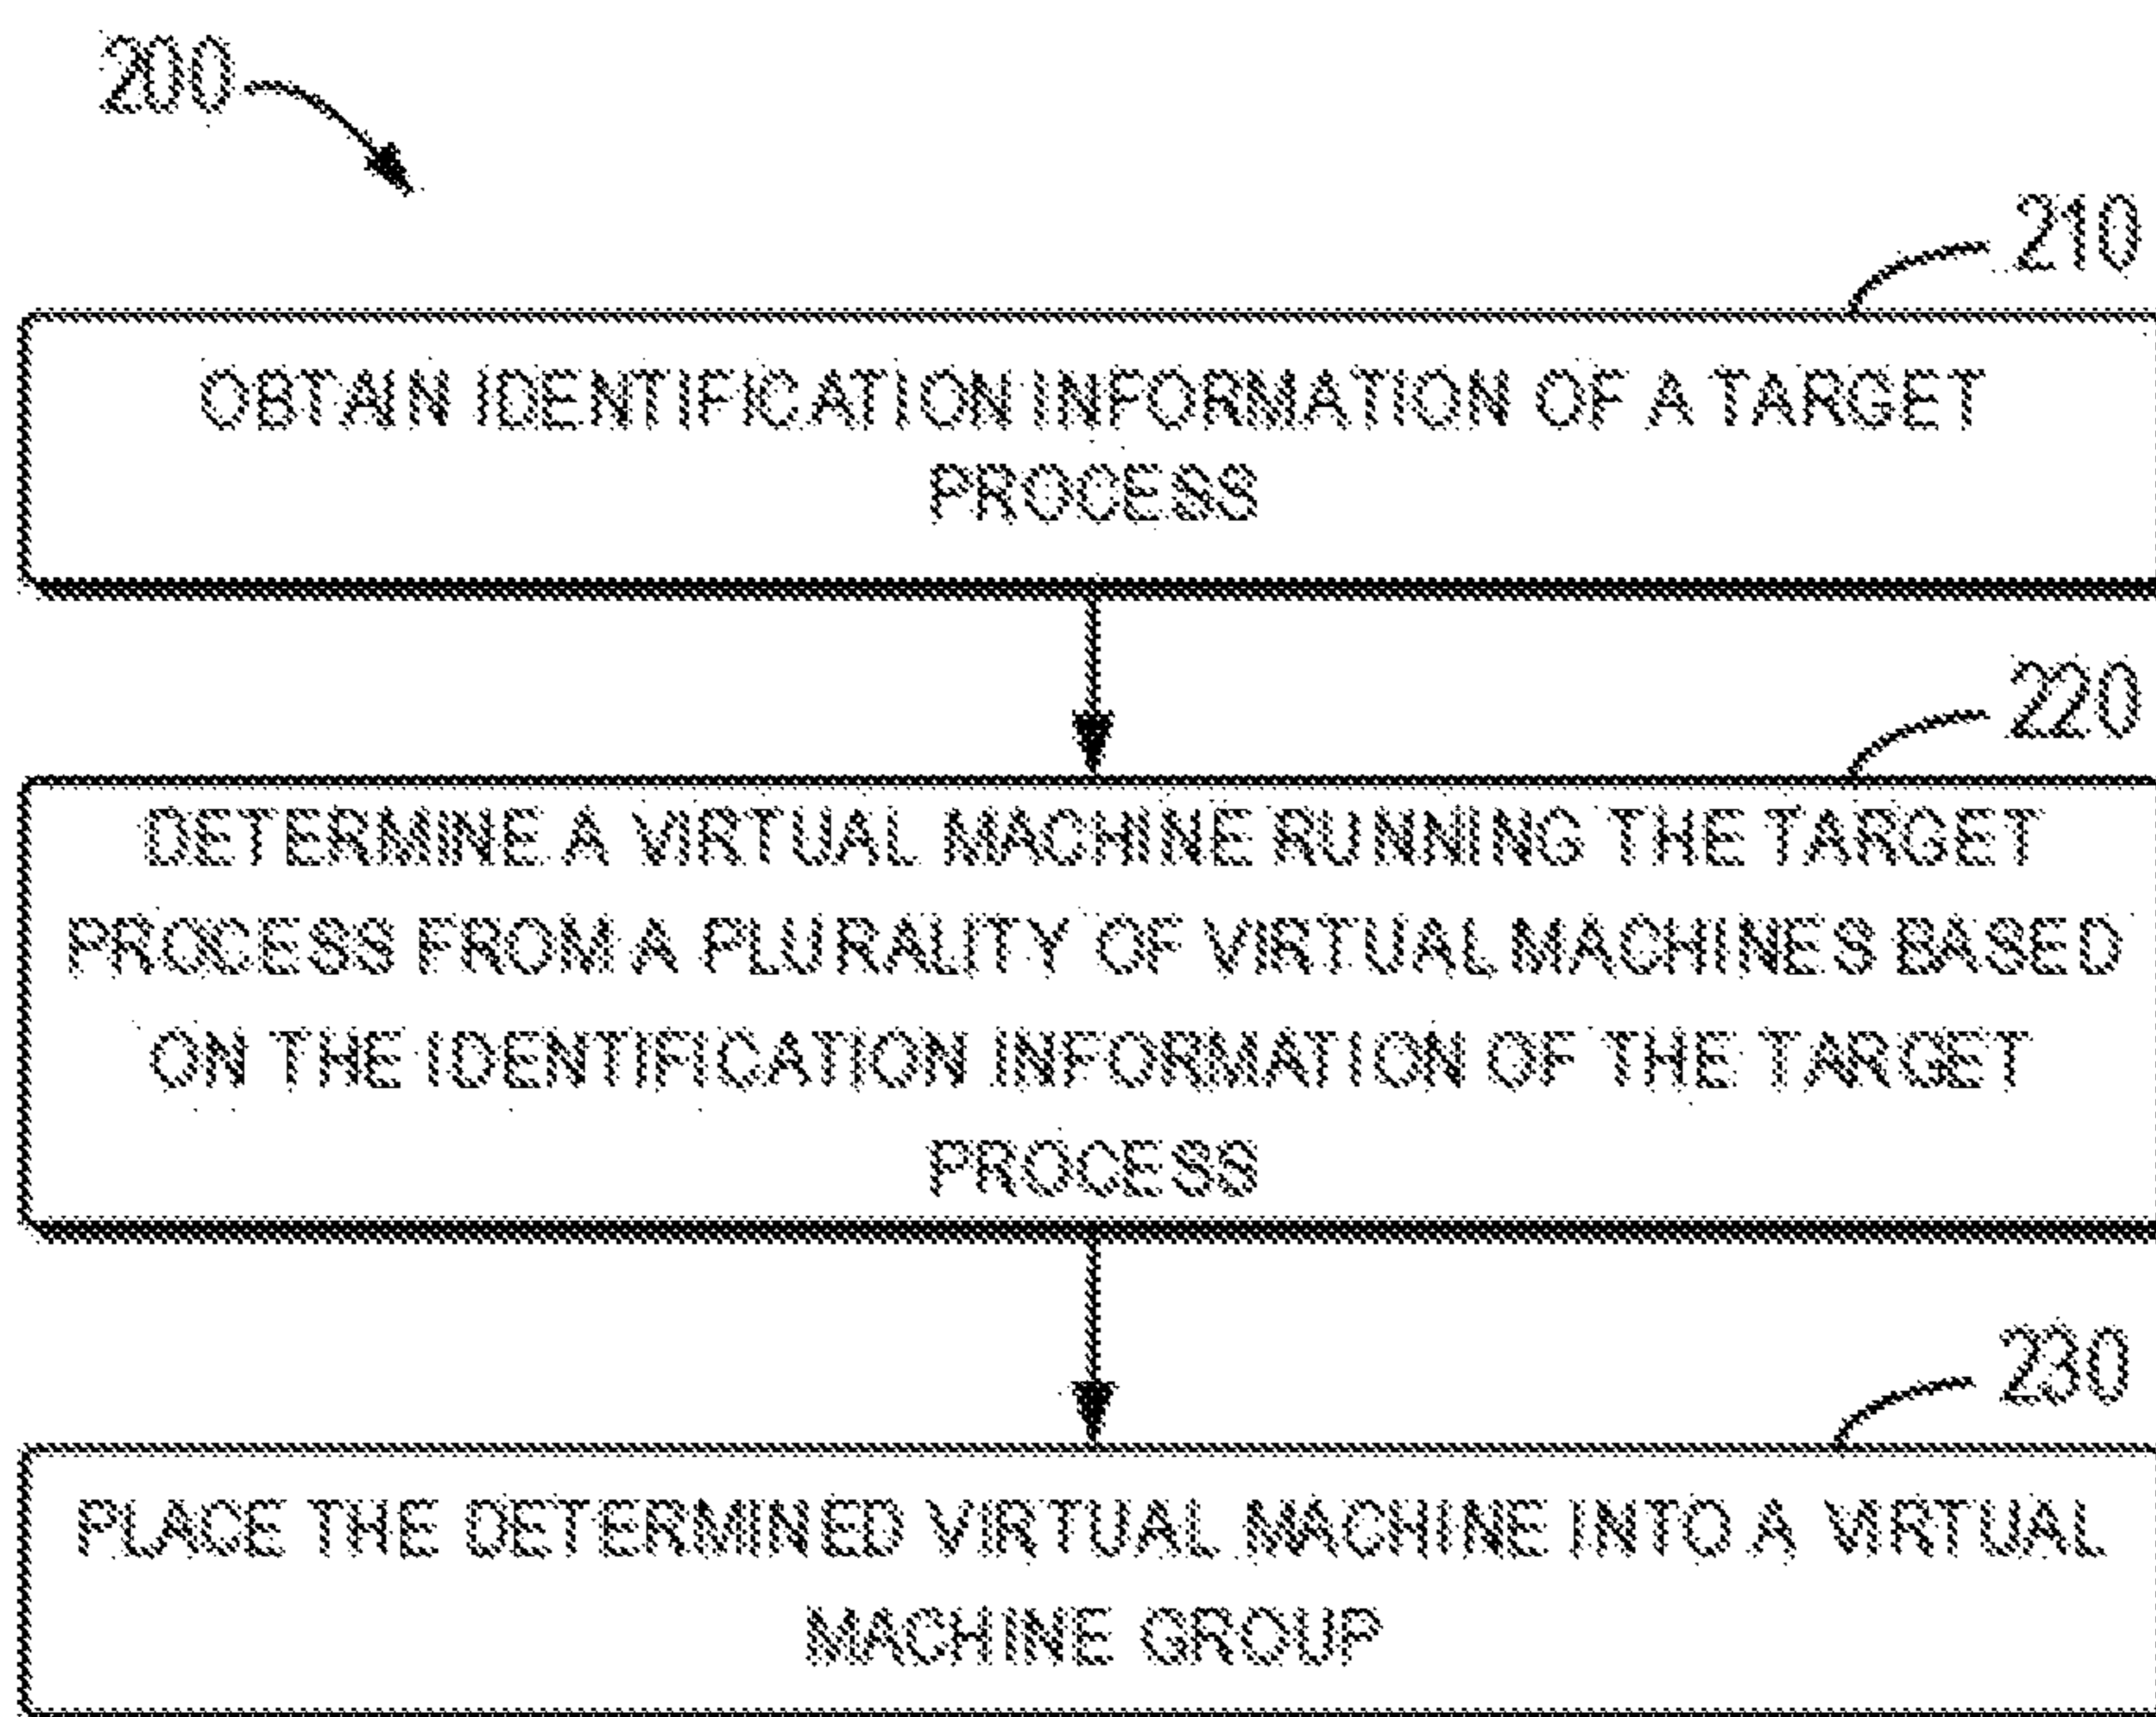 200
210
OBTAIN IDENTIFICATION INFORMATION OF A TARGET
PROCESS
220
DETERMINE A VIRTUAL MACHINE RUNNING THE TARGET
PROCESS FROM A PLURALITY OF VIRTUAL MACHINES BASED
ON THE IDENTIFICATION INFORMATION OF THE TARGET
PROCESS
230
PLACE THE DETERMINED VIRTUAL MACHINE INTO A VIRTUAL
MACHINE GROUP